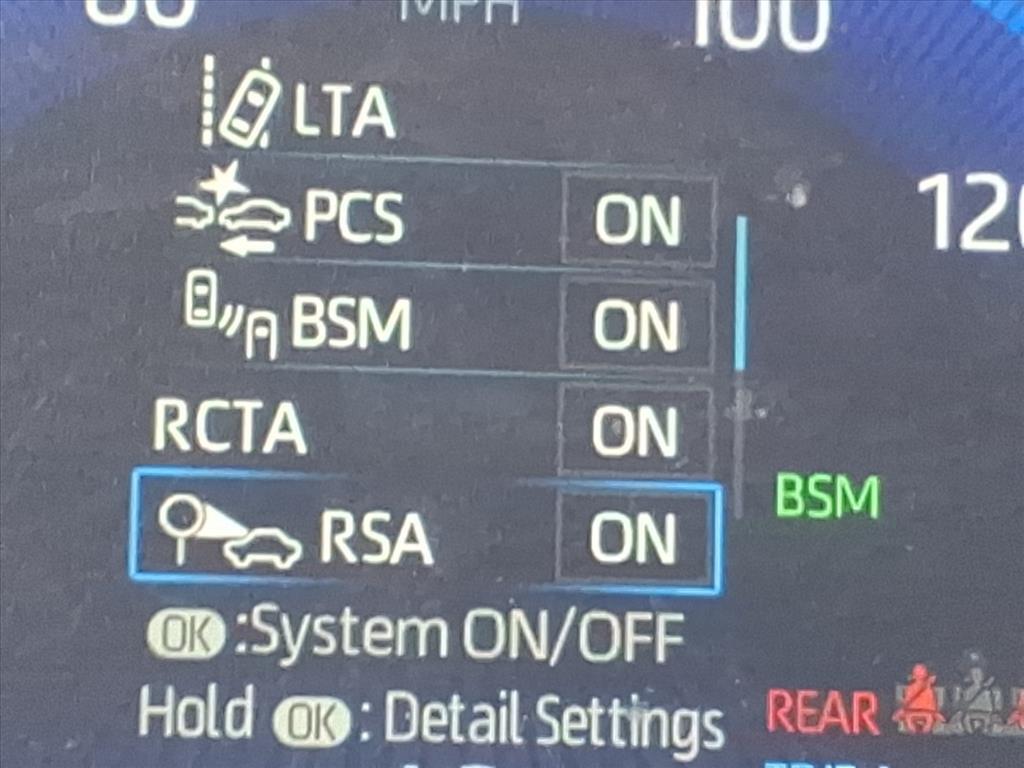 MPH 100
LTA
PCS ON
120
BSM ON
RCTA ON
BSM
RSA ON
OK :System ON/OFF
Hold OK : Detail Settings
REAR